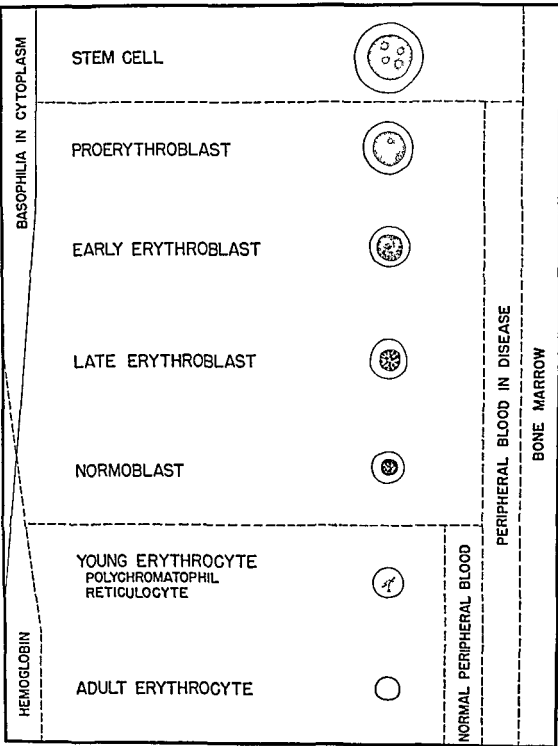 BASOPHILIA IN CYTOPLASM
HEMOGLOBIN
STEM CELL
PROERYTHROBLAST
EARLY ERYTHROBLAST
LATE ERYTHROBLAST
NORMOBLAST
YOUNG ERYTHROCYTE
POLYCHROMATOPHIL
RETICULOCYTE
ADULT ERYTHROCYTE
NORMAL PERIPHERAL BLOOD
PERIPHERAL BLOOD IN DISEASE
BONE MARROW